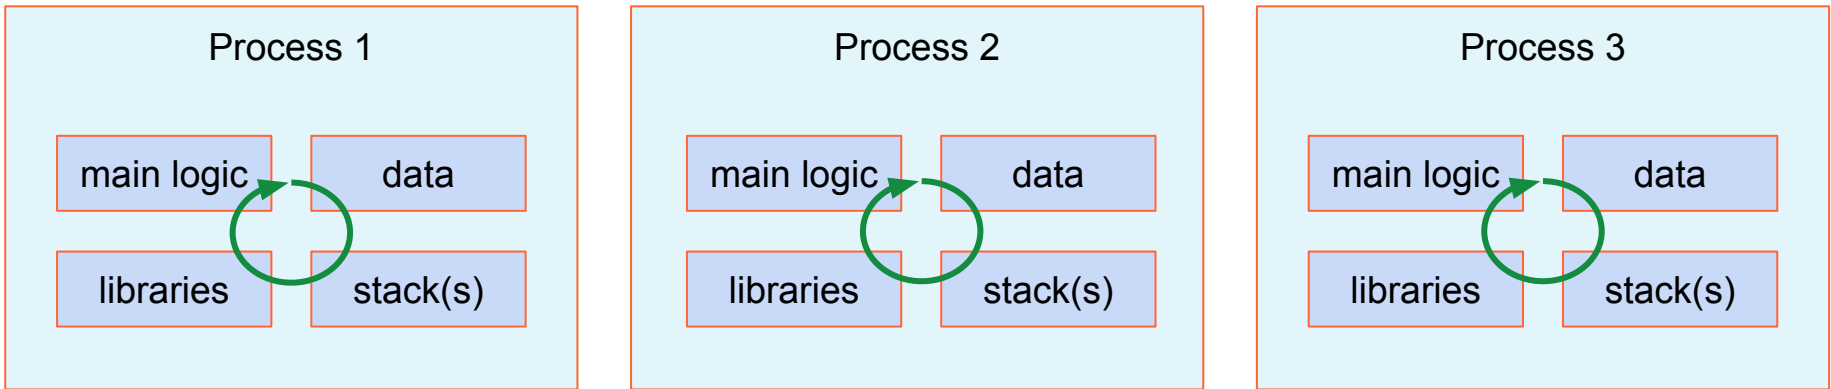 Process 1
main logic
data
libraries
stack(s)
Process 2
main logic
data
libraries
stack(s)
Process 3
main logic
data
libraries
stack(s)